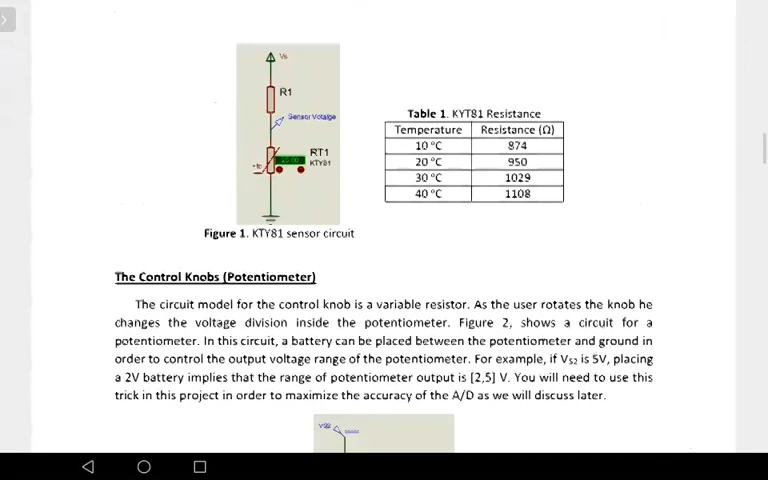 Vs
R1
Sensor Votalge
RT1
KTY81
+tc
Table 1. KYT81 Resistance
Temperature Resistance (Ω)
10 °C 874
20 °C 950
30 °C 1029
40 °C 1108
Figure 1. KTY81 sensor circuit
The Control Knobs (Potentiometer)
The circuit model for the control knob is a variable resistor. As the user rotates the knob he
changes the voltage division inside the potentiometer. Figure 2, shows a circuit for a
potentiometer. In this circuit, a battery can be placed between the potentiometer and ground in
order to control the output voltage range of the potentiometer. For example, if VS2 is 5V, placing
a 2V battery implies that the range of potentiometer output is [2,5] V. You will need to use this
trick in this project in order to maximize the accuracy of the A/D as we will discuss later.